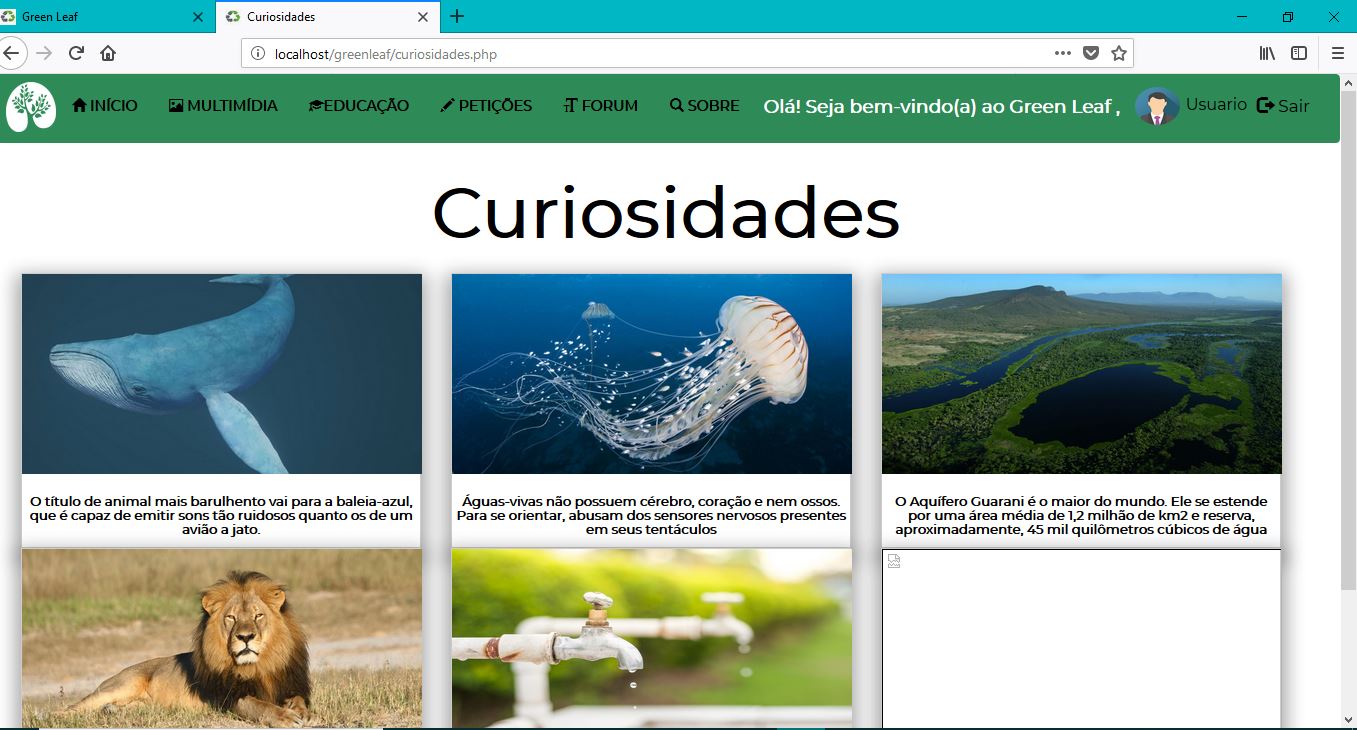 Green Leaf
Curiosidades
localhost/greenleaf/curiosidades.php
INÍCIO MULTIMÍDIA EDUCAÇÃO PETIÇÕES FORUM SOBRE Olá! Seja bem-vindo(a) ao Green Leaf , Usuario Sair
Curiosidades
O título de animal mais barulhento vai para a baleia-azul,
que é capaz de emitir sons tão ruidosos quanto os de um
avião a jato.
Águas-vivas não possuem cérebro, coração e nem ossos.
Para se orientar, abusam dos sensores nervosos presentes
em seus tentáculos
O Aquífero Guarani é o maior do mundo. Ele se estende
por uma área média de 1,2 milhão de km2 e reserva,
aproximadamente, 45 mil quilômetros cúbicos de água